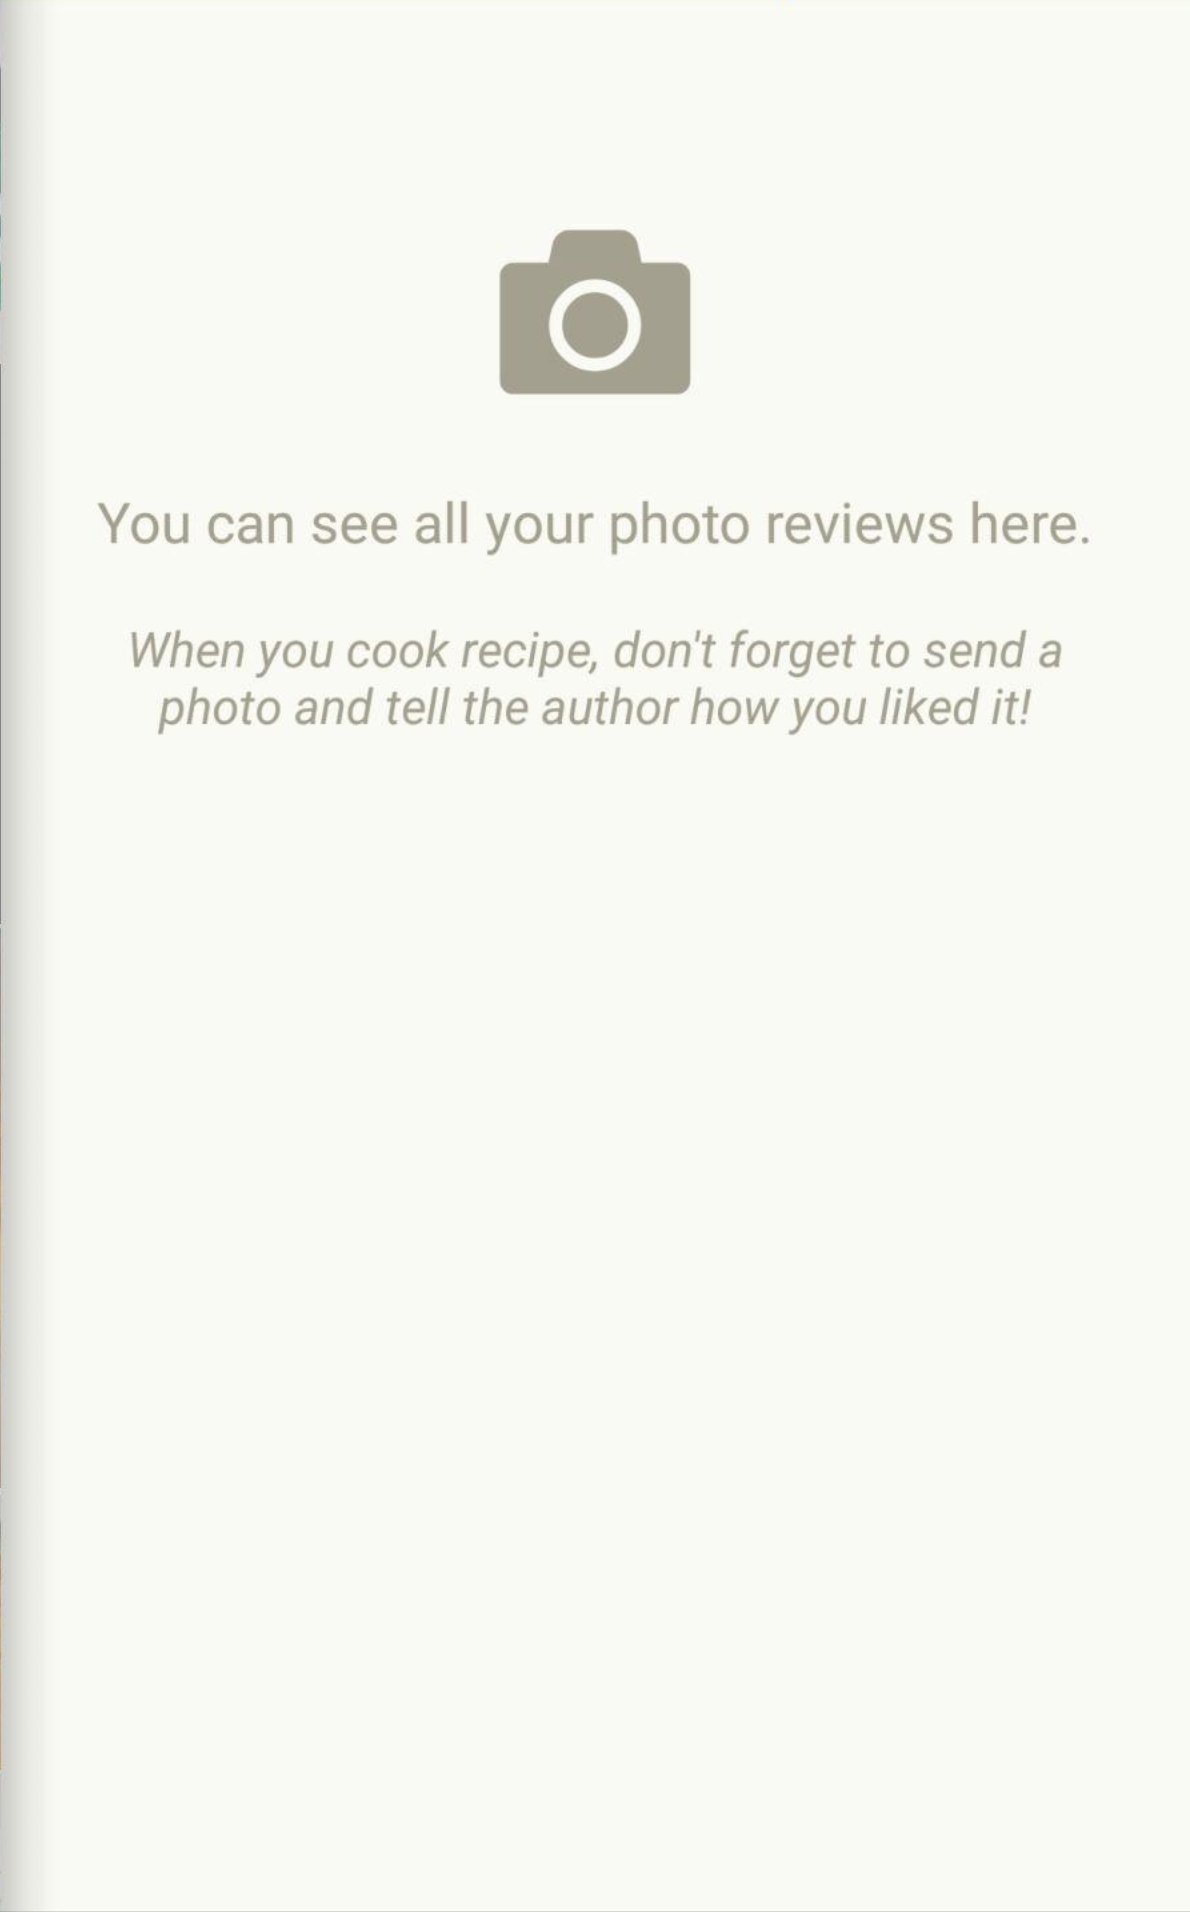 You can see all your photo reviews here.
When you cook recipe, don't forget to send a
photo and tell the author how you liked it!